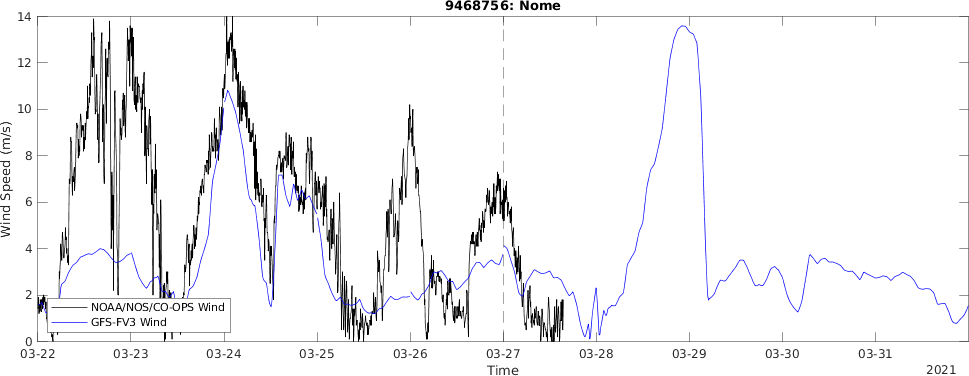 9468756: Nome
14
12
10
8
6
4
2
0
Wind Speed (m/s)
NOAA/NOS/CO-OPS Wind
GFS-FV3 Wind
03-22 03-23 03-24 03-25 03-26 03-27 03-28 03-29 03-30 03-31
Time
2021